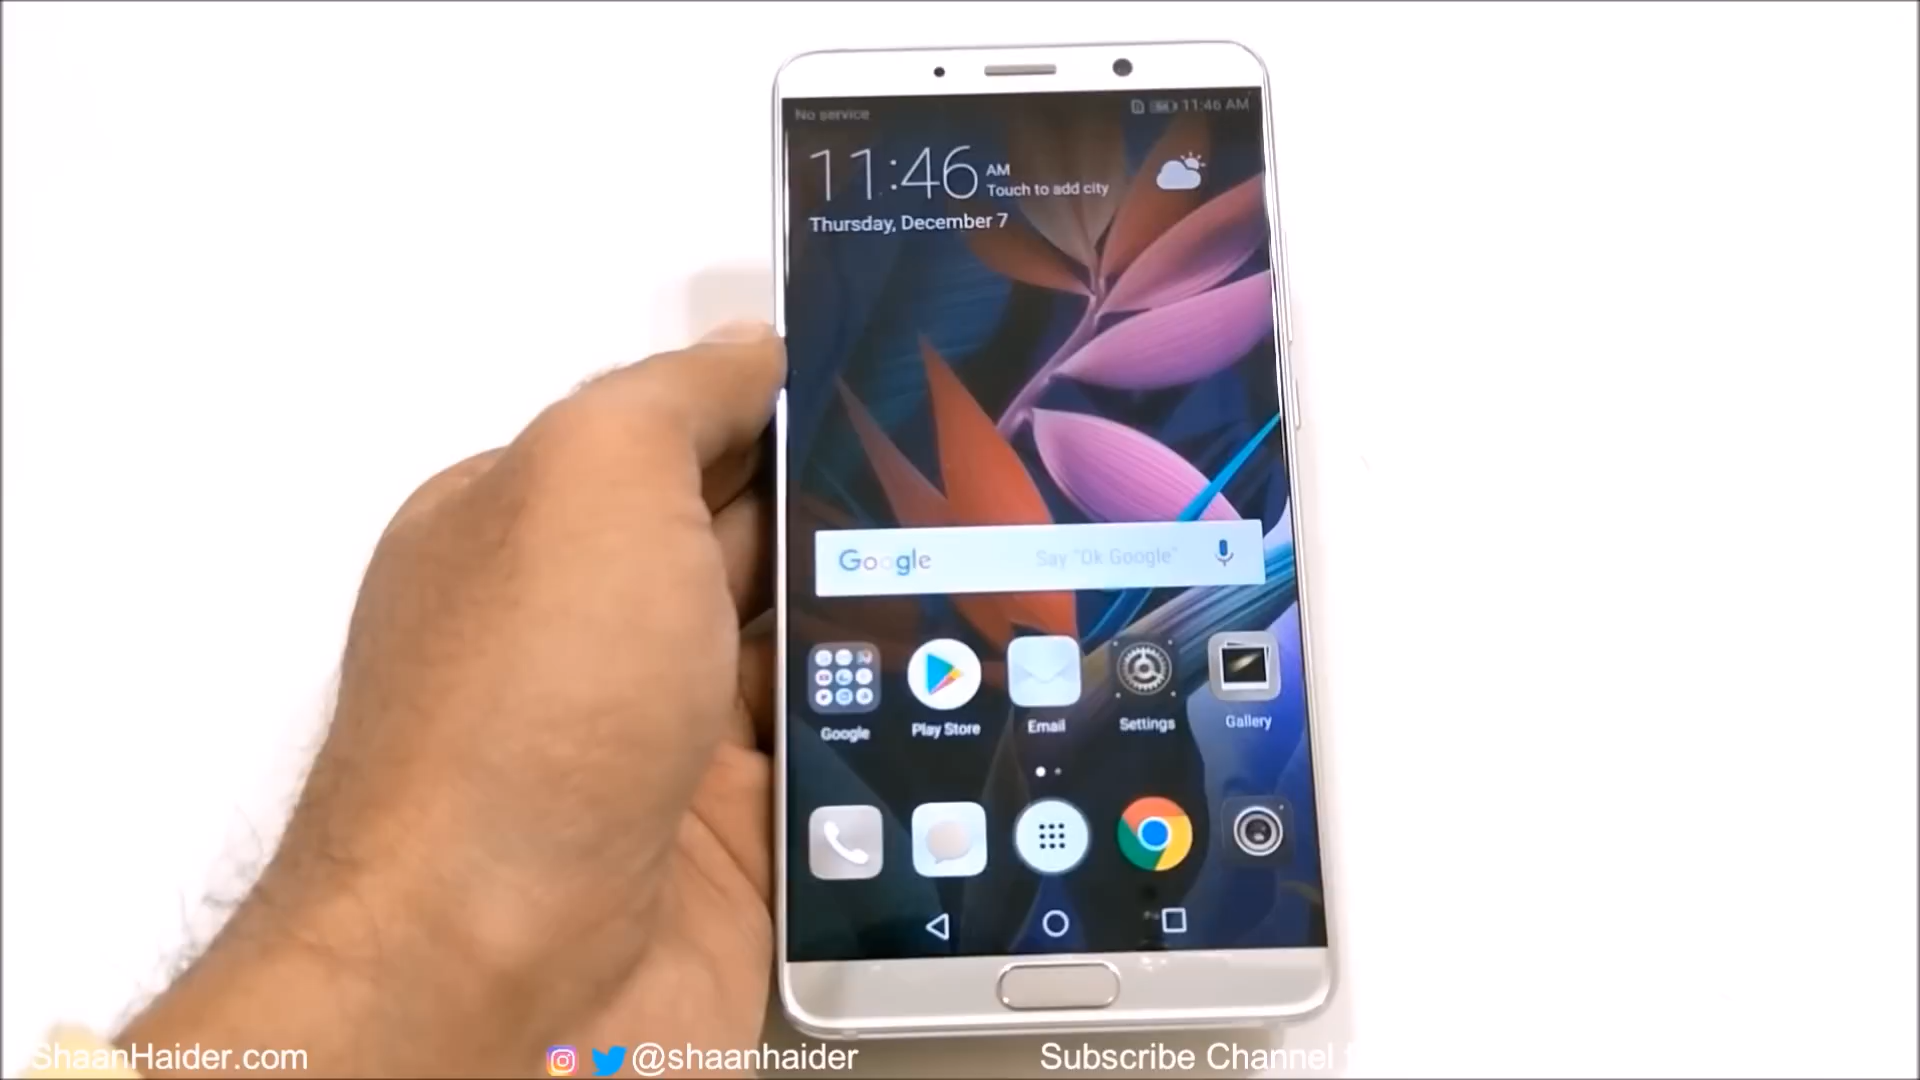 No service
11:46 AM
11:46 AM
Touch to add city
Thursday, December 7
Google Say "Ok Google"
Google Play Store Email Settings Gallery
ShaanHaider.com @shaanhaider Subscribe Channel